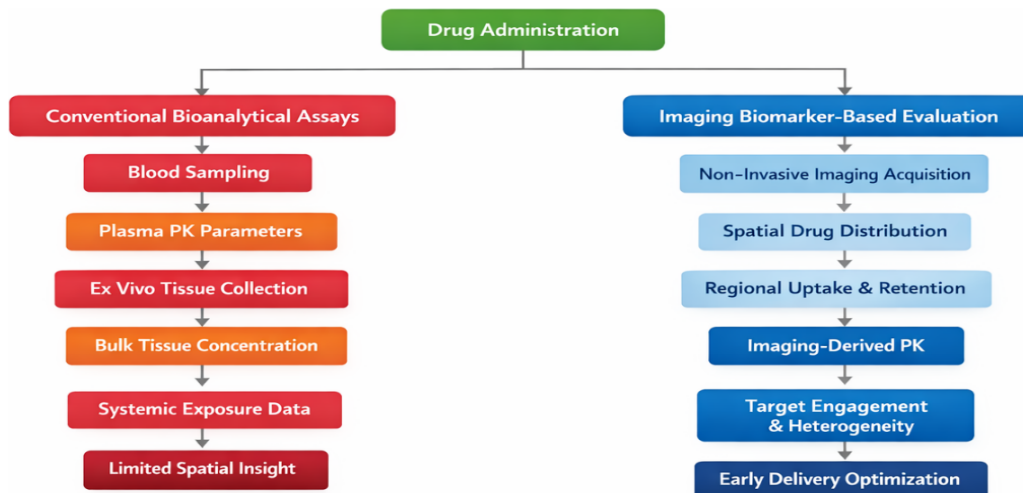 Drug Administration
Conventional Bioanalytical Assays
Blood Sampling
Plasma PK Parameters
Ex Vivo Tissue Collection
Bulk Tissue Concentration
Systemic Exposure Data
Limited Spatial Insight
Imaging Biomarker-Based Evaluation
Non-Invasive Imaging Acquisition
Spatial Drug Distribution
Regional Uptake & Retention
Imaging-Derived PK
Target Engagement
& Heterogeneity
Early Delivery Optimization